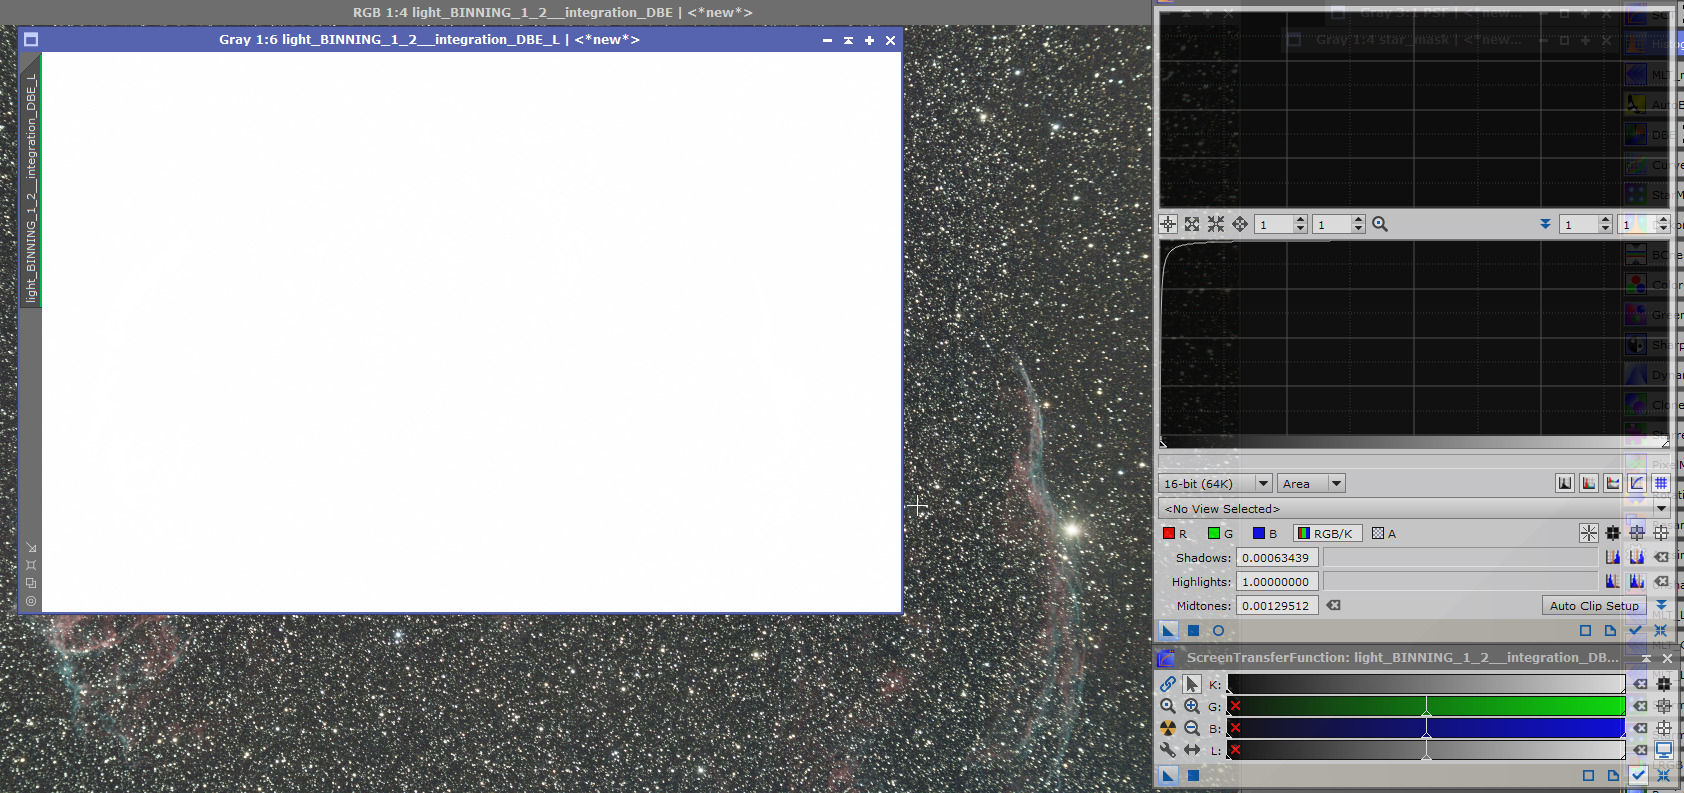 RGB 1:4 light_BINNING_1_2__integration_DBE | <*new*>
Gray 1:6 light_BINNING_1_2__integration_DBE_L | <*new*>
light_BINNING_1_2__integration_DBE_L
Gray 3:1 PSF | <*new...
Gray 1:4 star_mask | <*new...
1 1 1 1
16-bit (64K) Area
<No View Selected>
R G B RGB/K A
Shadows: 0.00063439
Highlights: 1.00000000
Midtones: 0.00129512 Auto Clip Setup
ScreenTransferFunction: light_BINNING_1_2__integration_DB...
K:
G:
B:
L:
DBE